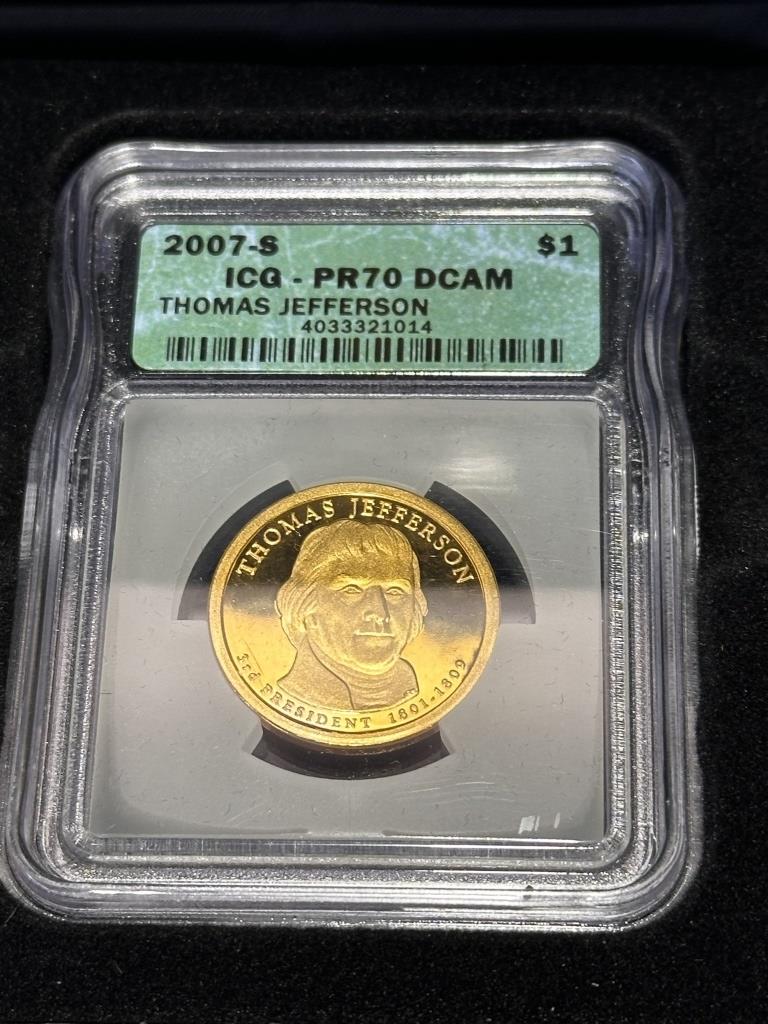 2007-S $1
ICG - PR70 DCAM
THOMAS JEFFERSON
4033321014
THOMAS JEFFERSON
3rd PRESIDENT 1801-1809